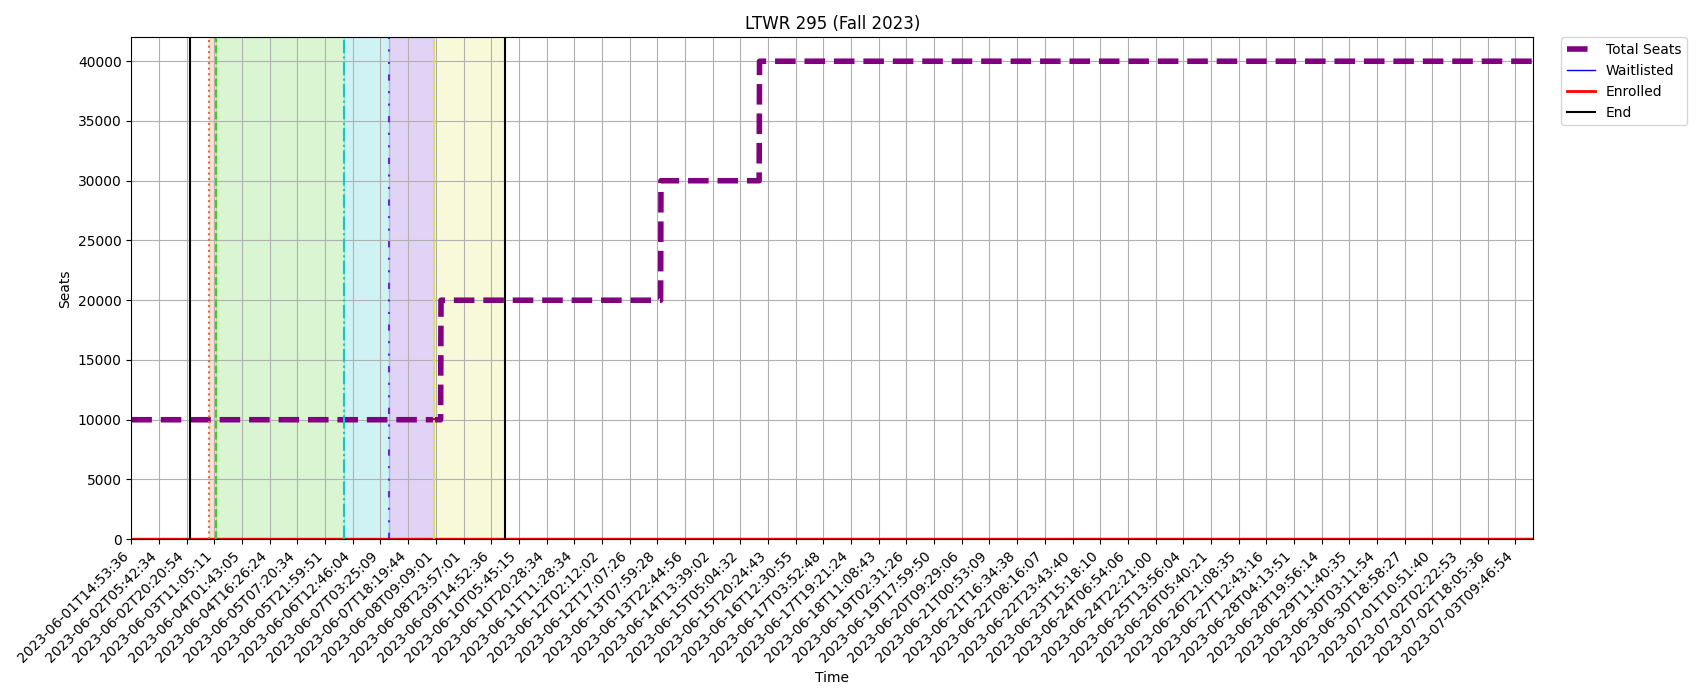 LTWR 295 (Fall 2023)
40000
35000
30000
25000
20000
15000
10000
5000
0
Seats
Total Seats
Waitlisted
Enrolled
End
2023-06-01T14:53:36
2023-06-02T05:42:34
2023-06-02T20:20:54
2023-06-03T11:05:11
2023-06-04T01:43:05
2023-06-04T16:26:24
2023-06-05T07:20:34
2023-06-05T21:59:51
2023-06-06T12:46:04
2023-06-07T03:25:09
2023-06-07T18:19:44
2023-06-08T09:09:01
2023-06-08T23:57:01
2023-06-09T14:52:36
2023-06-10T05:45:15
2023-06-10T20:28:34
2023-06-11T11:28:34
2023-06-12T02:12:02
2023-06-12T17:07:26
2023-06-13T07:59:28
2023-06-13T22:44:56
2023-06-14T13:39:02
2023-06-15T05:04:32
2023-06-15T20:24:43
2023-06-16T12:30:55
2023-06-17T03:52:48
2023-06-17T19:21:24
2023-06-18T11:08:43
2023-06-19T02:31:26
2023-06-19T17:59:50
2023-06-20T09:29:06
2023-06-21T00:53:09
2023-06-21T16:34:38
2023-06-22T08:16:07
2023-06-22T23:43:40
2023-06-23T15:18:10
2023-06-24T06:54:06
2023-06-24T22:21:00
2023-06-25T13:56:04
2023-06-26T05:40:21
2023-06-26T21:08:35
2023-06-27T12:43:16
2023-06-28T04:13:51
2023-06-28T19:56:14
2023-06-29T11:40:35
2023-06-30T03:11:54
2023-06-30T18:58:27
2023-07-01T10:51:40
2023-07-02T02:22:53
2023-07-02T18:05:36
2023-07-03T09:46:54
Time